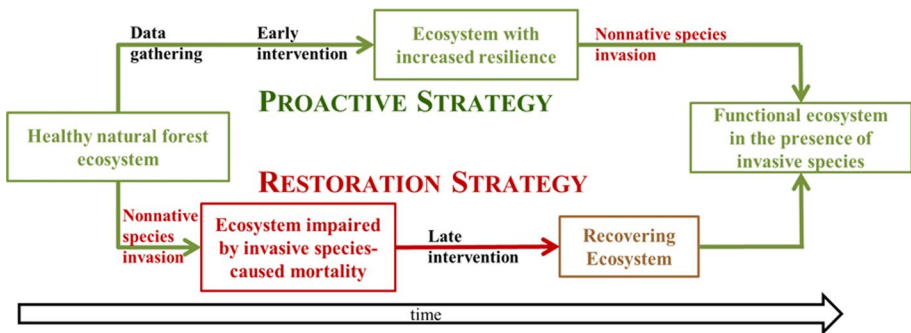 Data
gathering
Early
intervention
Ecosystem with
increased resilience
Nonnative species
invasion
PROACTIVE STRATEGY
Healthy natural forest
ecosystem
Functional ecosystem
in the presence of
invasive species
RESTORATION STRATEGY
Nonnative
species
invasion
Ecosystem impaired
by invasive species-
caused mortality
Late
intervention
Recovering
Ecosystem
time